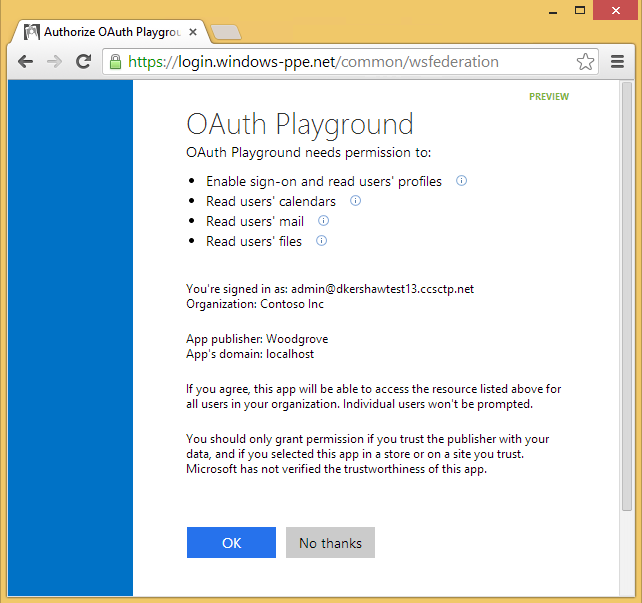 Authorize OAuth Playgrou
https://login.windows-ppe.net/common/wsfederation
PREVIEW
OAuth Playground
OAuth Playground needs permission to:
Enable sign-on and read users' profiles
Read users' calendars
Read users' mail
Read users' files
You're signed in as: admin@dkershawtest13.ccsctp.net
Organization: Contoso Inc
App publisher: Woodgrove
App's domain: localhost
If you agree, this app will be able to access the resource listed above for
all users in your organization. Individual users won't be prompted.
You should only grant permission if you trust the publisher with your
data, and if you selected this app in a store or on a site you trust.
Microsoft has not verified the trustworthiness of this app.
OK
No thanks